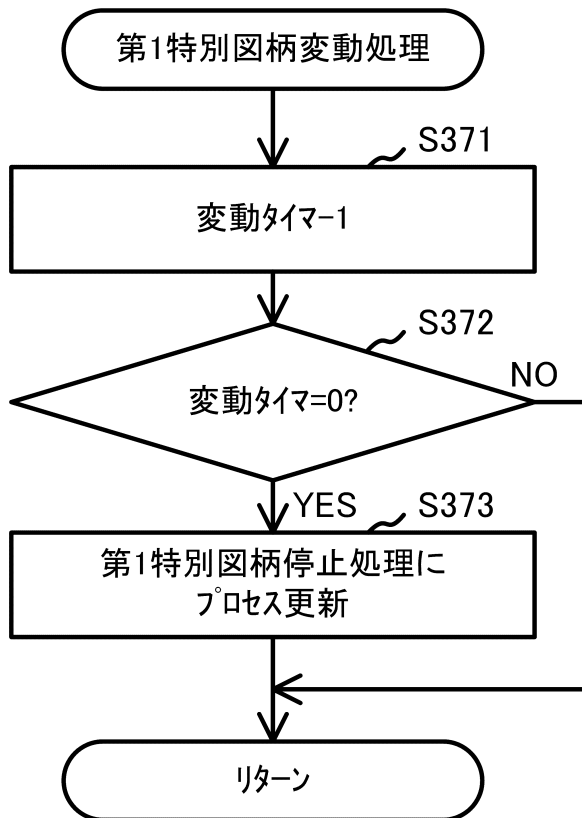 第1特別図柄変動処理
S371
変動タイマ-1
S372
変動タイマ=0?
NO
YES
S373
第1特別図柄停止処理に
プロセス更新
リターン